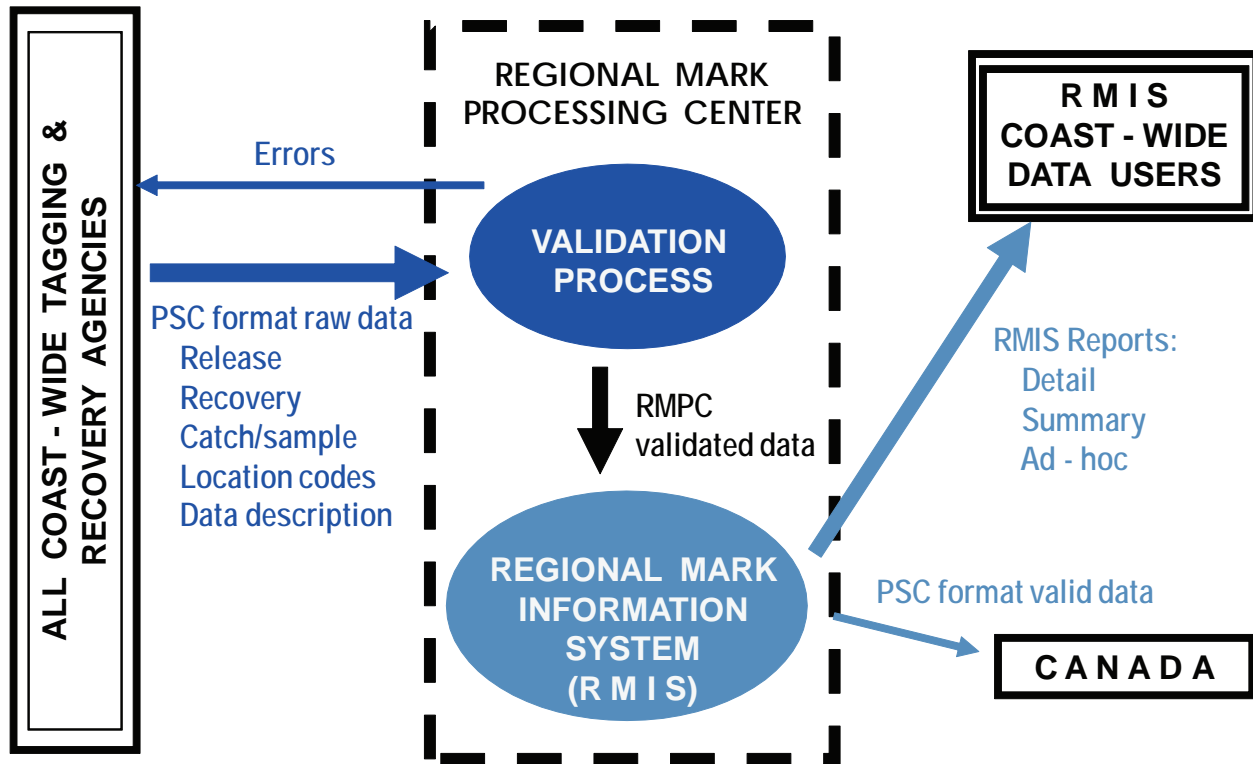 ALL COAST - WIDE TAGGING &
RECOVERY AGENCIES
Errors
PSC format raw data
Release
Recovery
Catch/sample
Location codes
Data description
REGIONAL MARK
PROCESSING CENTER
VALIDATION
PROCESS
RMPC
validated data
REGIONAL MARK
INFORMATION
SYSTEM
(R M I S)
R M I S
COAST - WIDE
DATA USERS
RMIS Reports:
Detail
Summary
Ad - hoc
PSC format valid data
C A N A D A